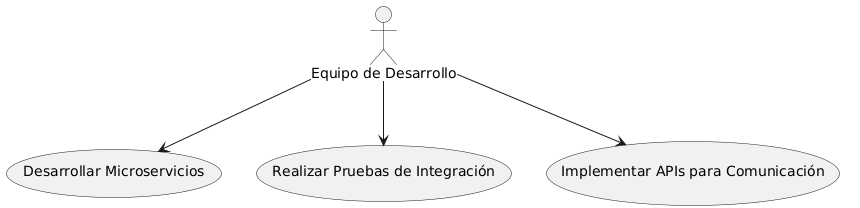 Equipo de Desarrollo
Desarrollar Microservicios
Realizar Pruebas de Integración
Implementar APIs para Comunicación